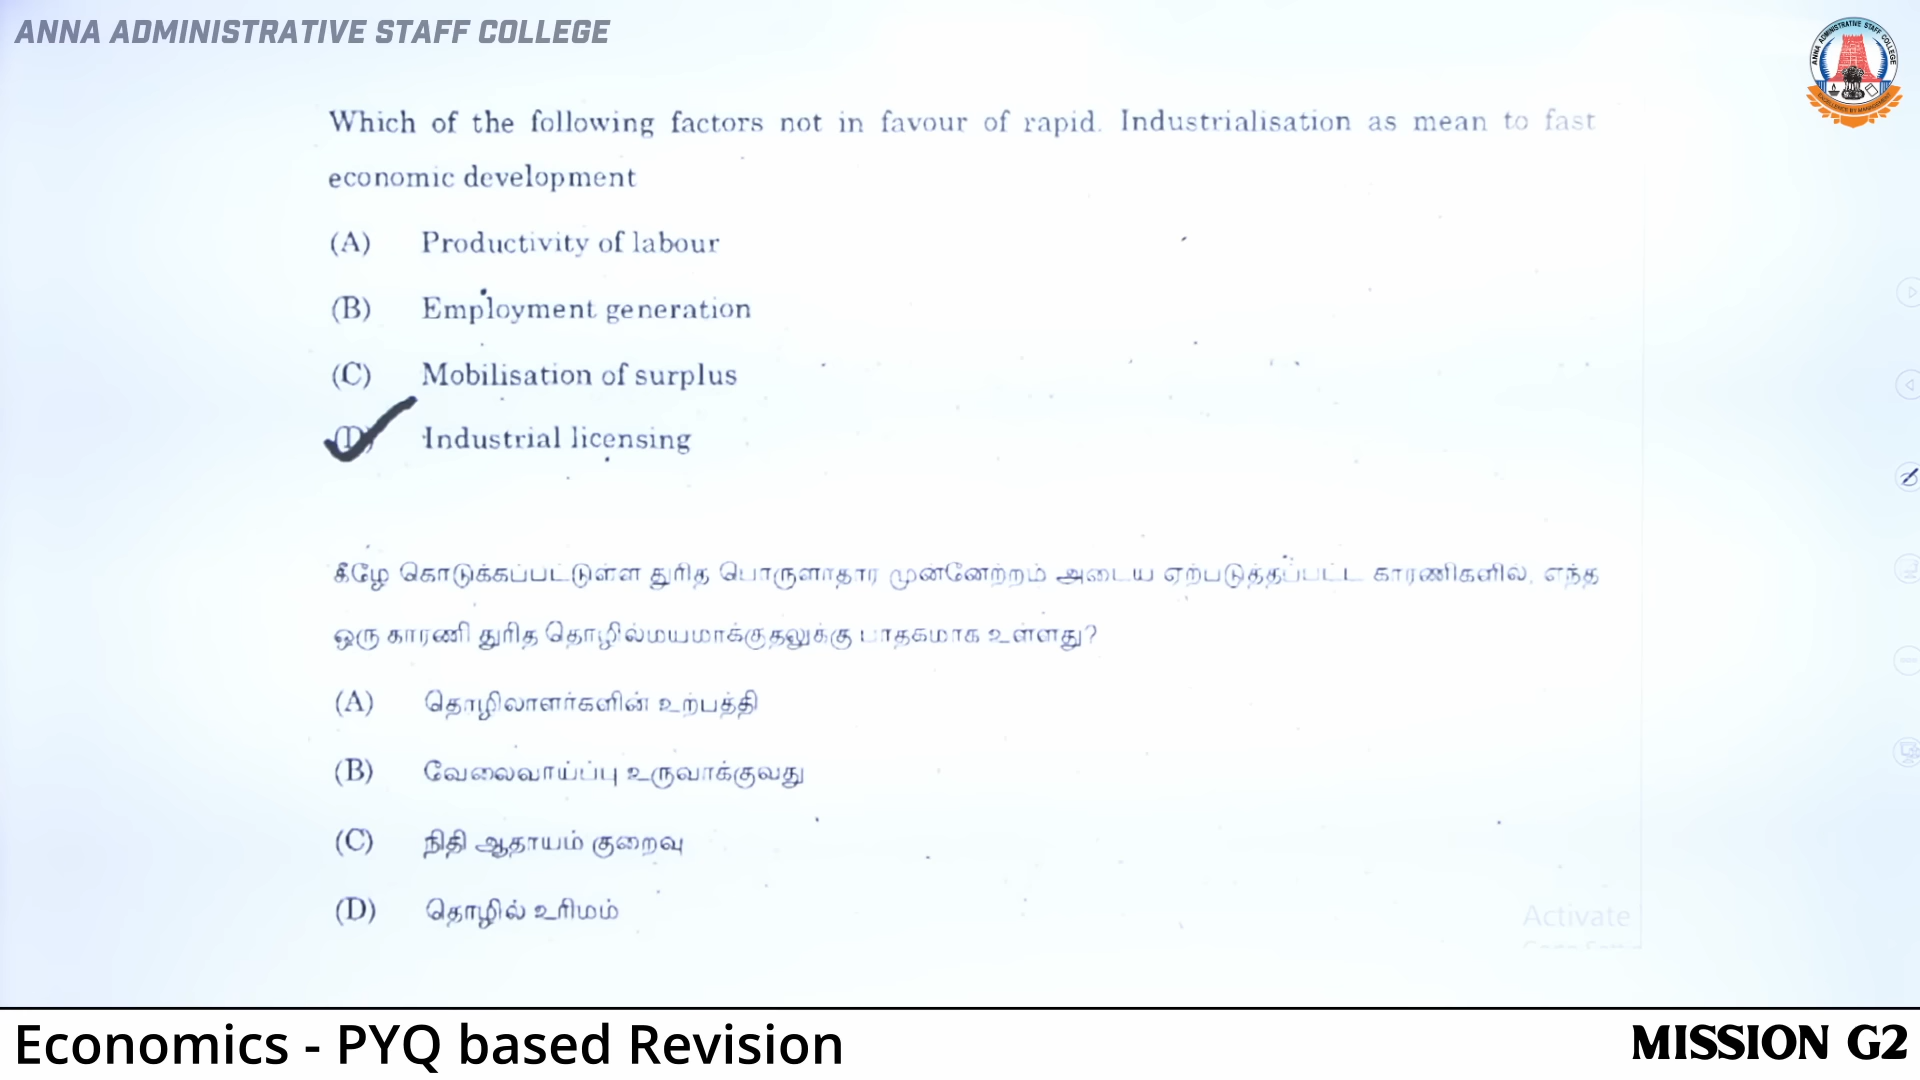 ANNA ADMINISTRATIVE STAFF COLLEGE
Which of the following factors not in favour of rapid. Industrialisation as mean to fast
economic development
(A) Productivity of labour
(B) Employment generation
(C) Mobilisation of surplus
(D) Industrial licensing
கீழே கொடுக்கப்பட்டுள்ள துரித பொருளாதார முன்னேற்றம் அடைய ஏற்படுத்தப்பட்ட காரணிகளில், எந்த
ஒரு காரணி துரித தொழில்மயமாக்குதலுக்கு பாதகமாக உள்ளது?
(A) தொழிலாளர்களின் உற்பத்தி
(B) வேலைவாய்ப்பு உருவாக்குவது
(C) நிதி ஆதாயம் குறைவு
(D) தொழில் உரிமம்
Activate
Economics - PYQ based Revision
MISSION G2